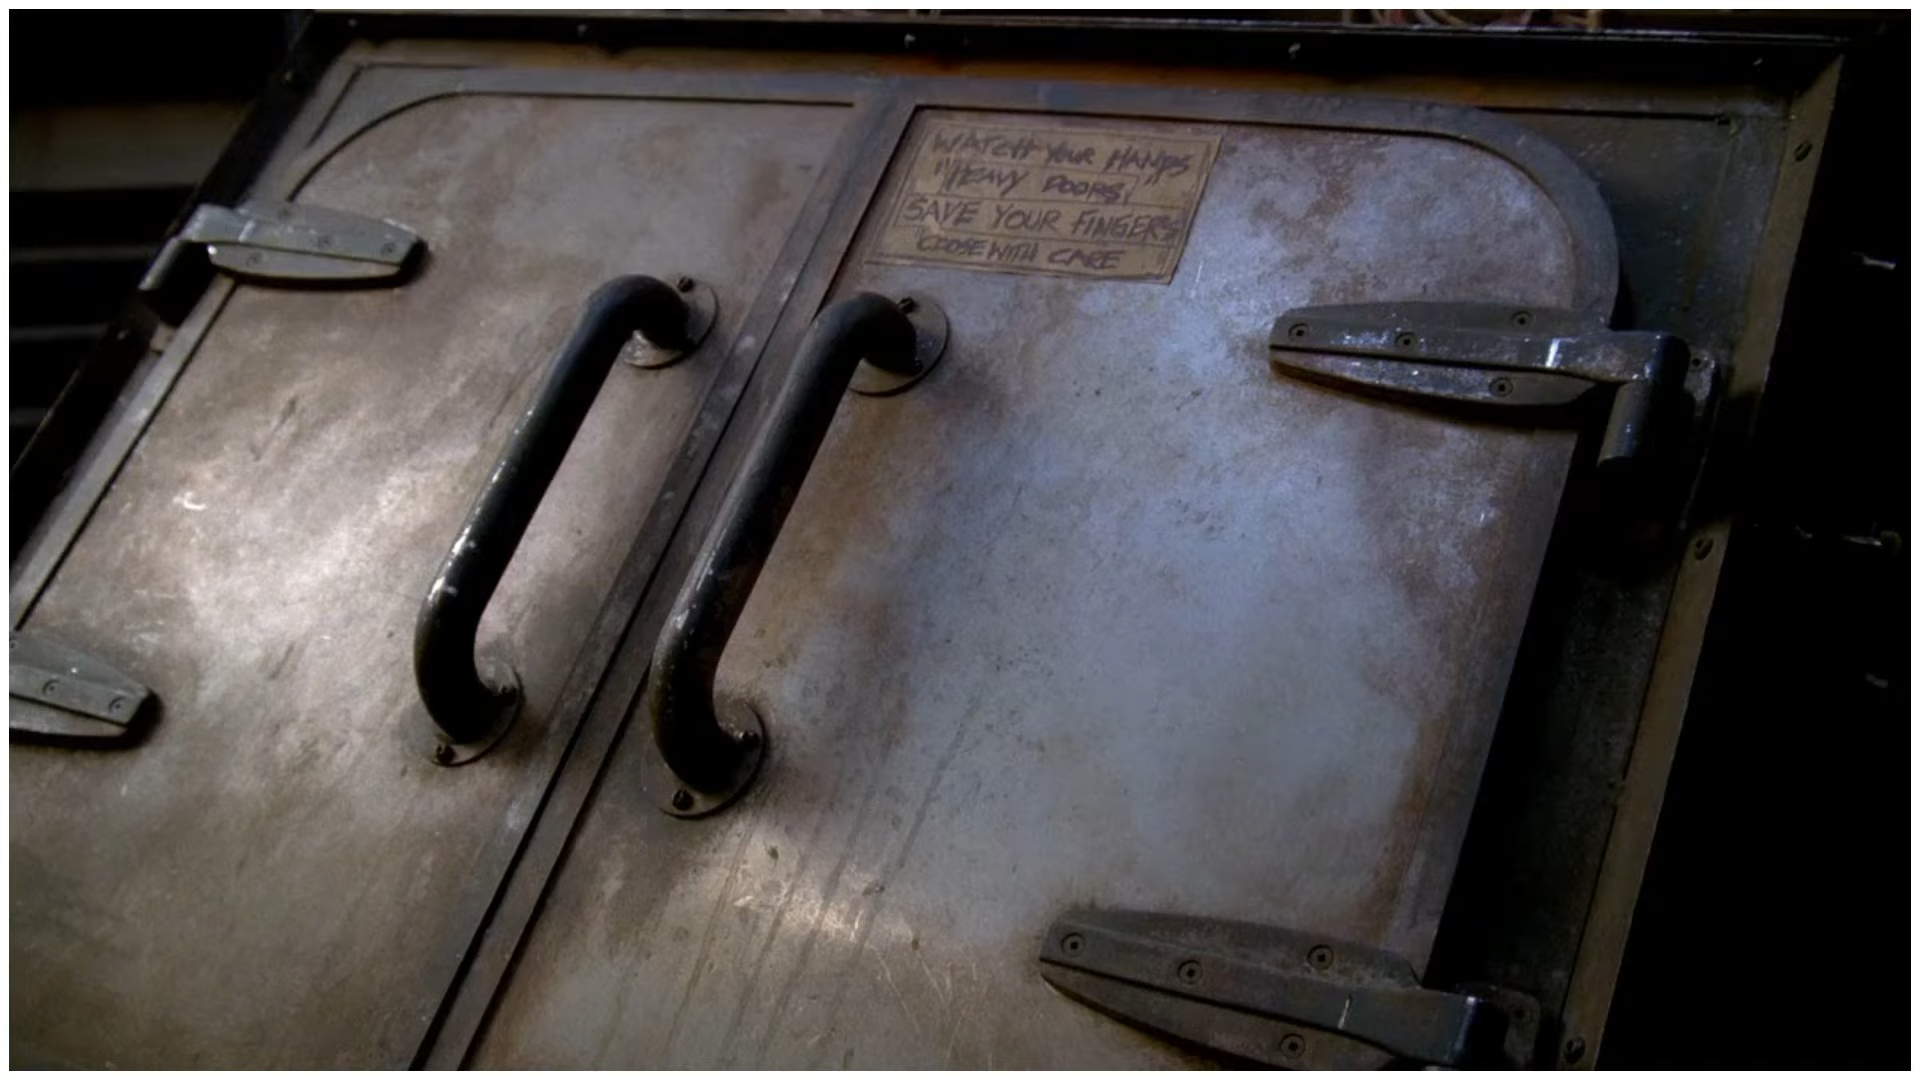 WATCH YOUR HANDS
"HEAVY DOORS."
SAVE YOUR FINGERS
"CLOSE WITH CARE